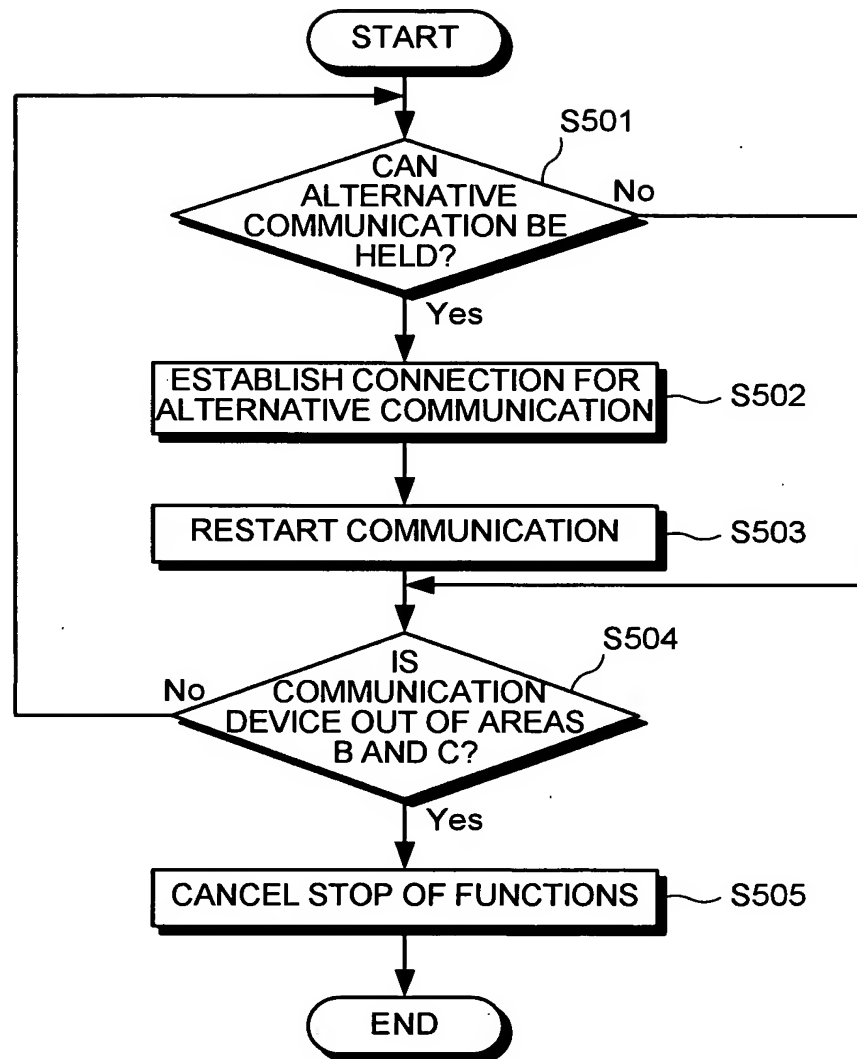 START
S501
CAN
ALTERNATIVE
COMMUNICATION BE
HELD?
No
Yes
ESTABLISH CONNECTION FOR
ALTERNATIVE COMMUNICATION
S502
RESTART COMMUNICATION
S503
S504
IS
COMMUNICATION
DEVICE OUT OF AREAS
B AND C?
No
Yes
CANCEL STOP OF FUNCTIONS
S505
END